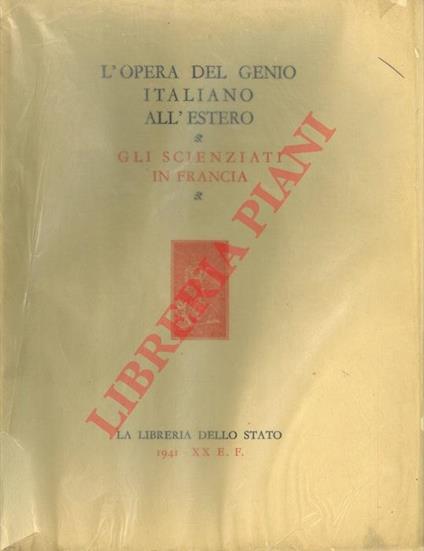 L'OPERA DEL GENIO
ITALIANO
ALL'ESTERO
&
GLI SCIENZIATI
IN FRANCIA
&
LIBRERIA PIANI
LA LIBRERIA DELLO STATO
1941 - XX E. F.